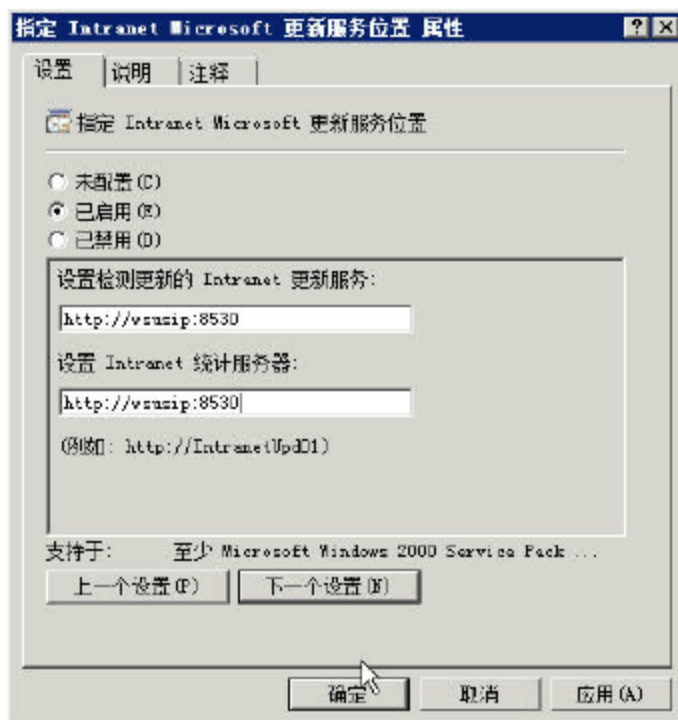 指定 Intranet Microsoft 更新服务位置 属性
设置 说明 注释
指定 Intranet Microsoft 更新服务位置
未配置(C)
已启用(E)
已禁用(D)
设置检测更新的 Intranet 更新服务:
http://wsusip:8530
设置 Intranet 统计服务器:
http://wsusip:8530
(例如: http://IntranetUpd01)
支持于: 至少 Microsoft Windows 2000 Service Pack ...
上一个设置(P) 下一个设置(N)
确定 取消 应用(A)